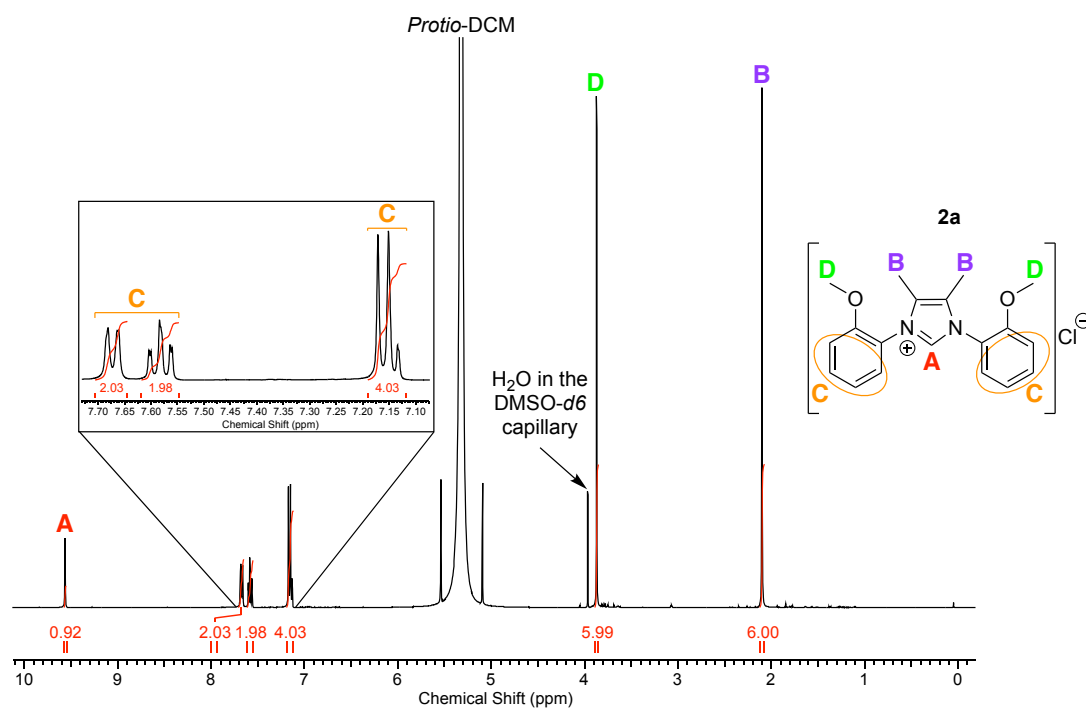 Protio-DCM
D
B
2a
D
B
B
D
O
O
N
N
+
Cl⊖
A
C
C
C
C
7.70 7.65 7.60 7.55 7.50 7.45 7.40 7.35 7.30 7.25 7.20 7.15 7.10
Chemical Shift (ppm)
2.03 1.98 4.03
H2O in the
DMSO-d6
capillary
A
0.92 2.03 1.98 4.03 5.99 6.00
10 9 8 7 6 5 4 3 2 1 0
Chemical Shift (ppm)